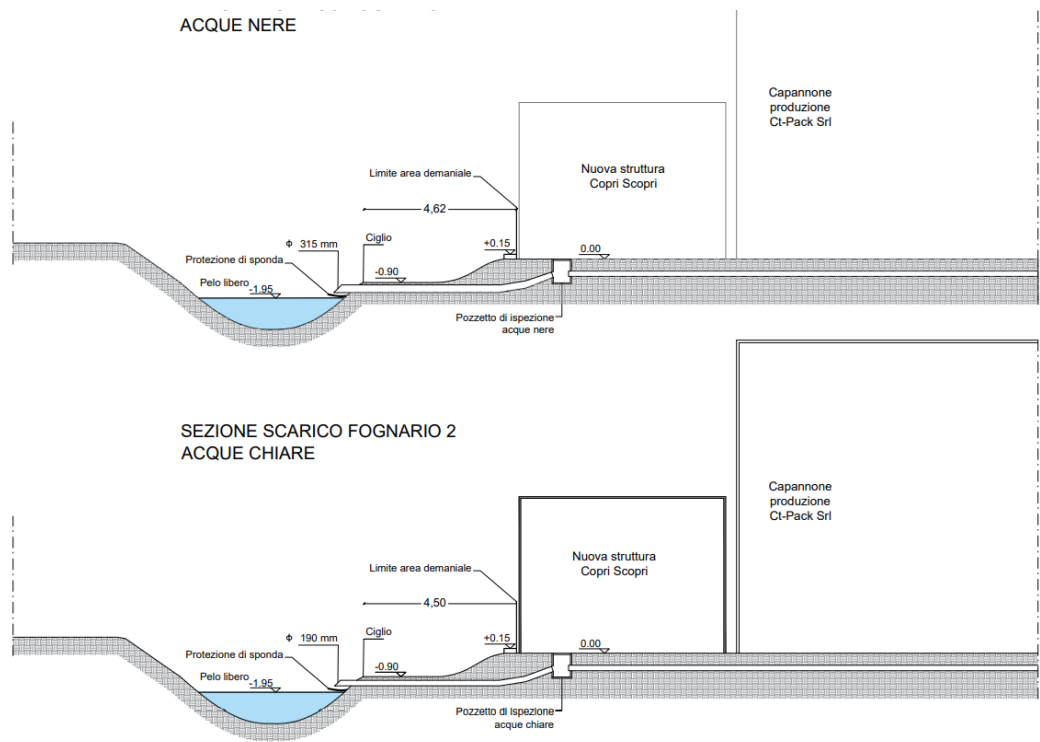 ACQUE NERE
Capannone
produzione
Ct-Pack Srl
Nuova struttura
Copri Scopri
Limite area demaniale
4,62
Ciglio
+0.15
0.00
ϕ 315 mm
Protezione di sponda
-0.90
Pelo libero
-1.95
Pozzetto di ispezione
acque nere
SEZIONE SCARICO FOGNARIO 2
ACQUE CHIARE
Capannone
produzione
Ct-Pack Srl
Nuova struttura
Copri Scopri
Limite area demaniale
4,50
Ciglio
+0.15
0.00
ϕ 190 mm
Protezione di sponda
-0.90
Pelo libero
-1.95
Pozzetto di ispezione
acque chiare